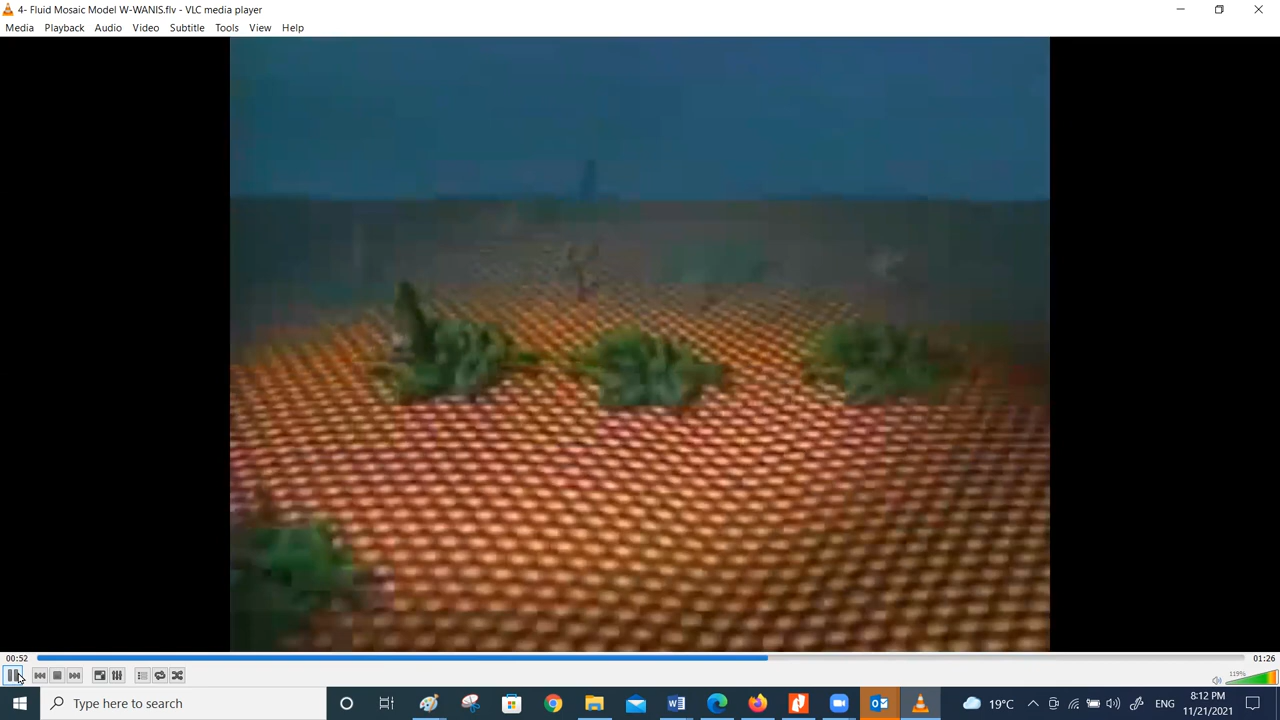 4- Fluid Mosaic Model W-WANIS.flv - VLC media player
Media Playback Audio Video Subtitle Tools View Help
00:52 01:26
119%
Type here to search
19°C ENG 8:12 PM
11/21/2021